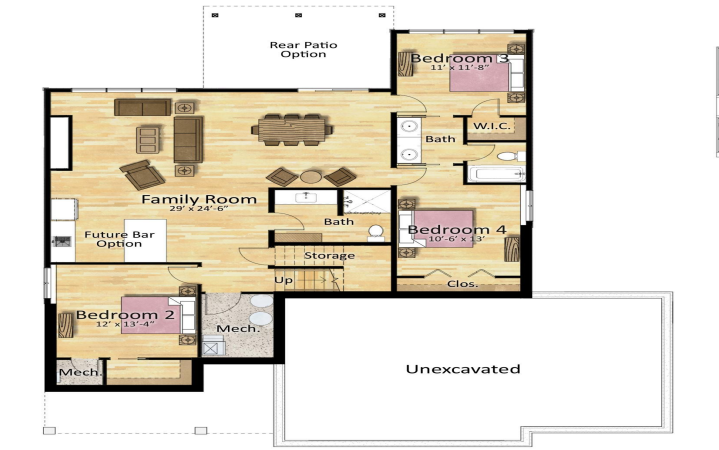 Rear Patio
Option
Bedroom 3
11' x 11'-8"
W.I.C.
Bath
Family Room
29' x 24'-6"
Bath
Bedroom 4
10'-6' x 13'
Future Bar
Option
Storage
Up
Clos.
Bedroom 2
12' x 13'-4"
Mech.
Mech.
Unexcavated